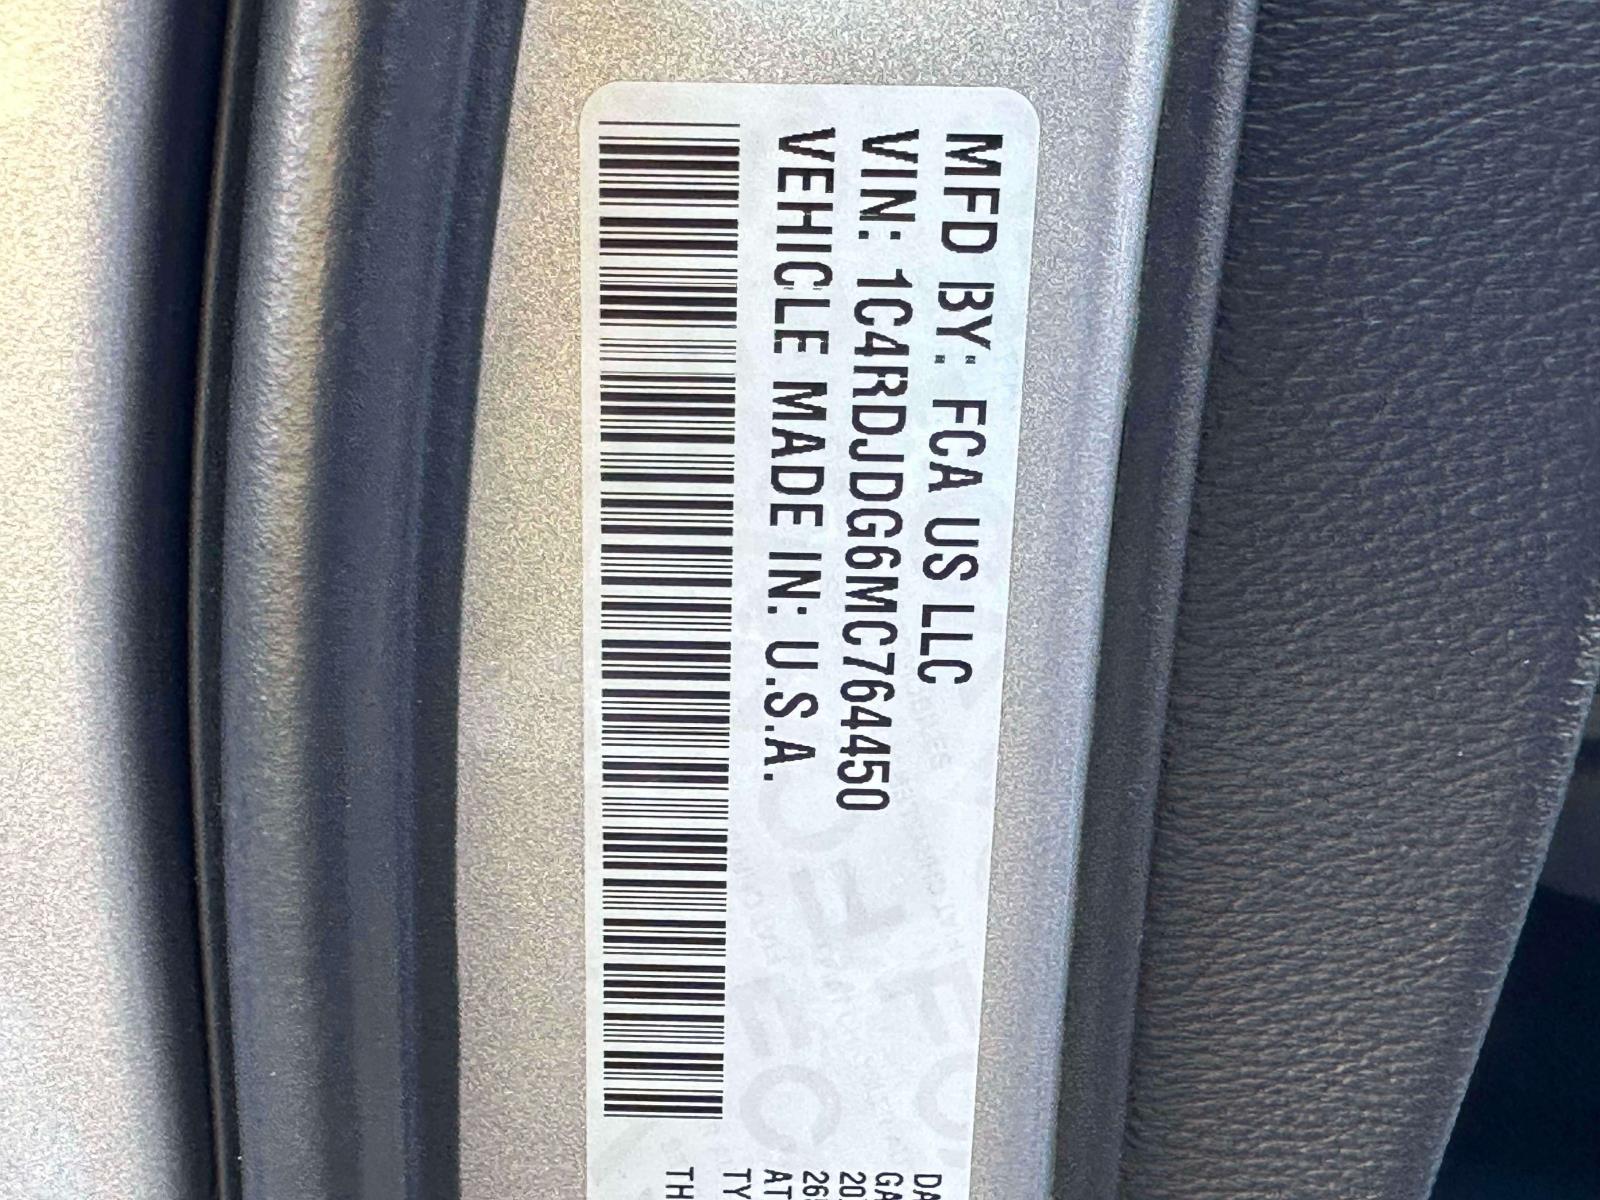 MFD BY: FCA US LLC
VIN: 1C4RDJDG6MC764450
VEHICLE MADE IN: U.S.A.